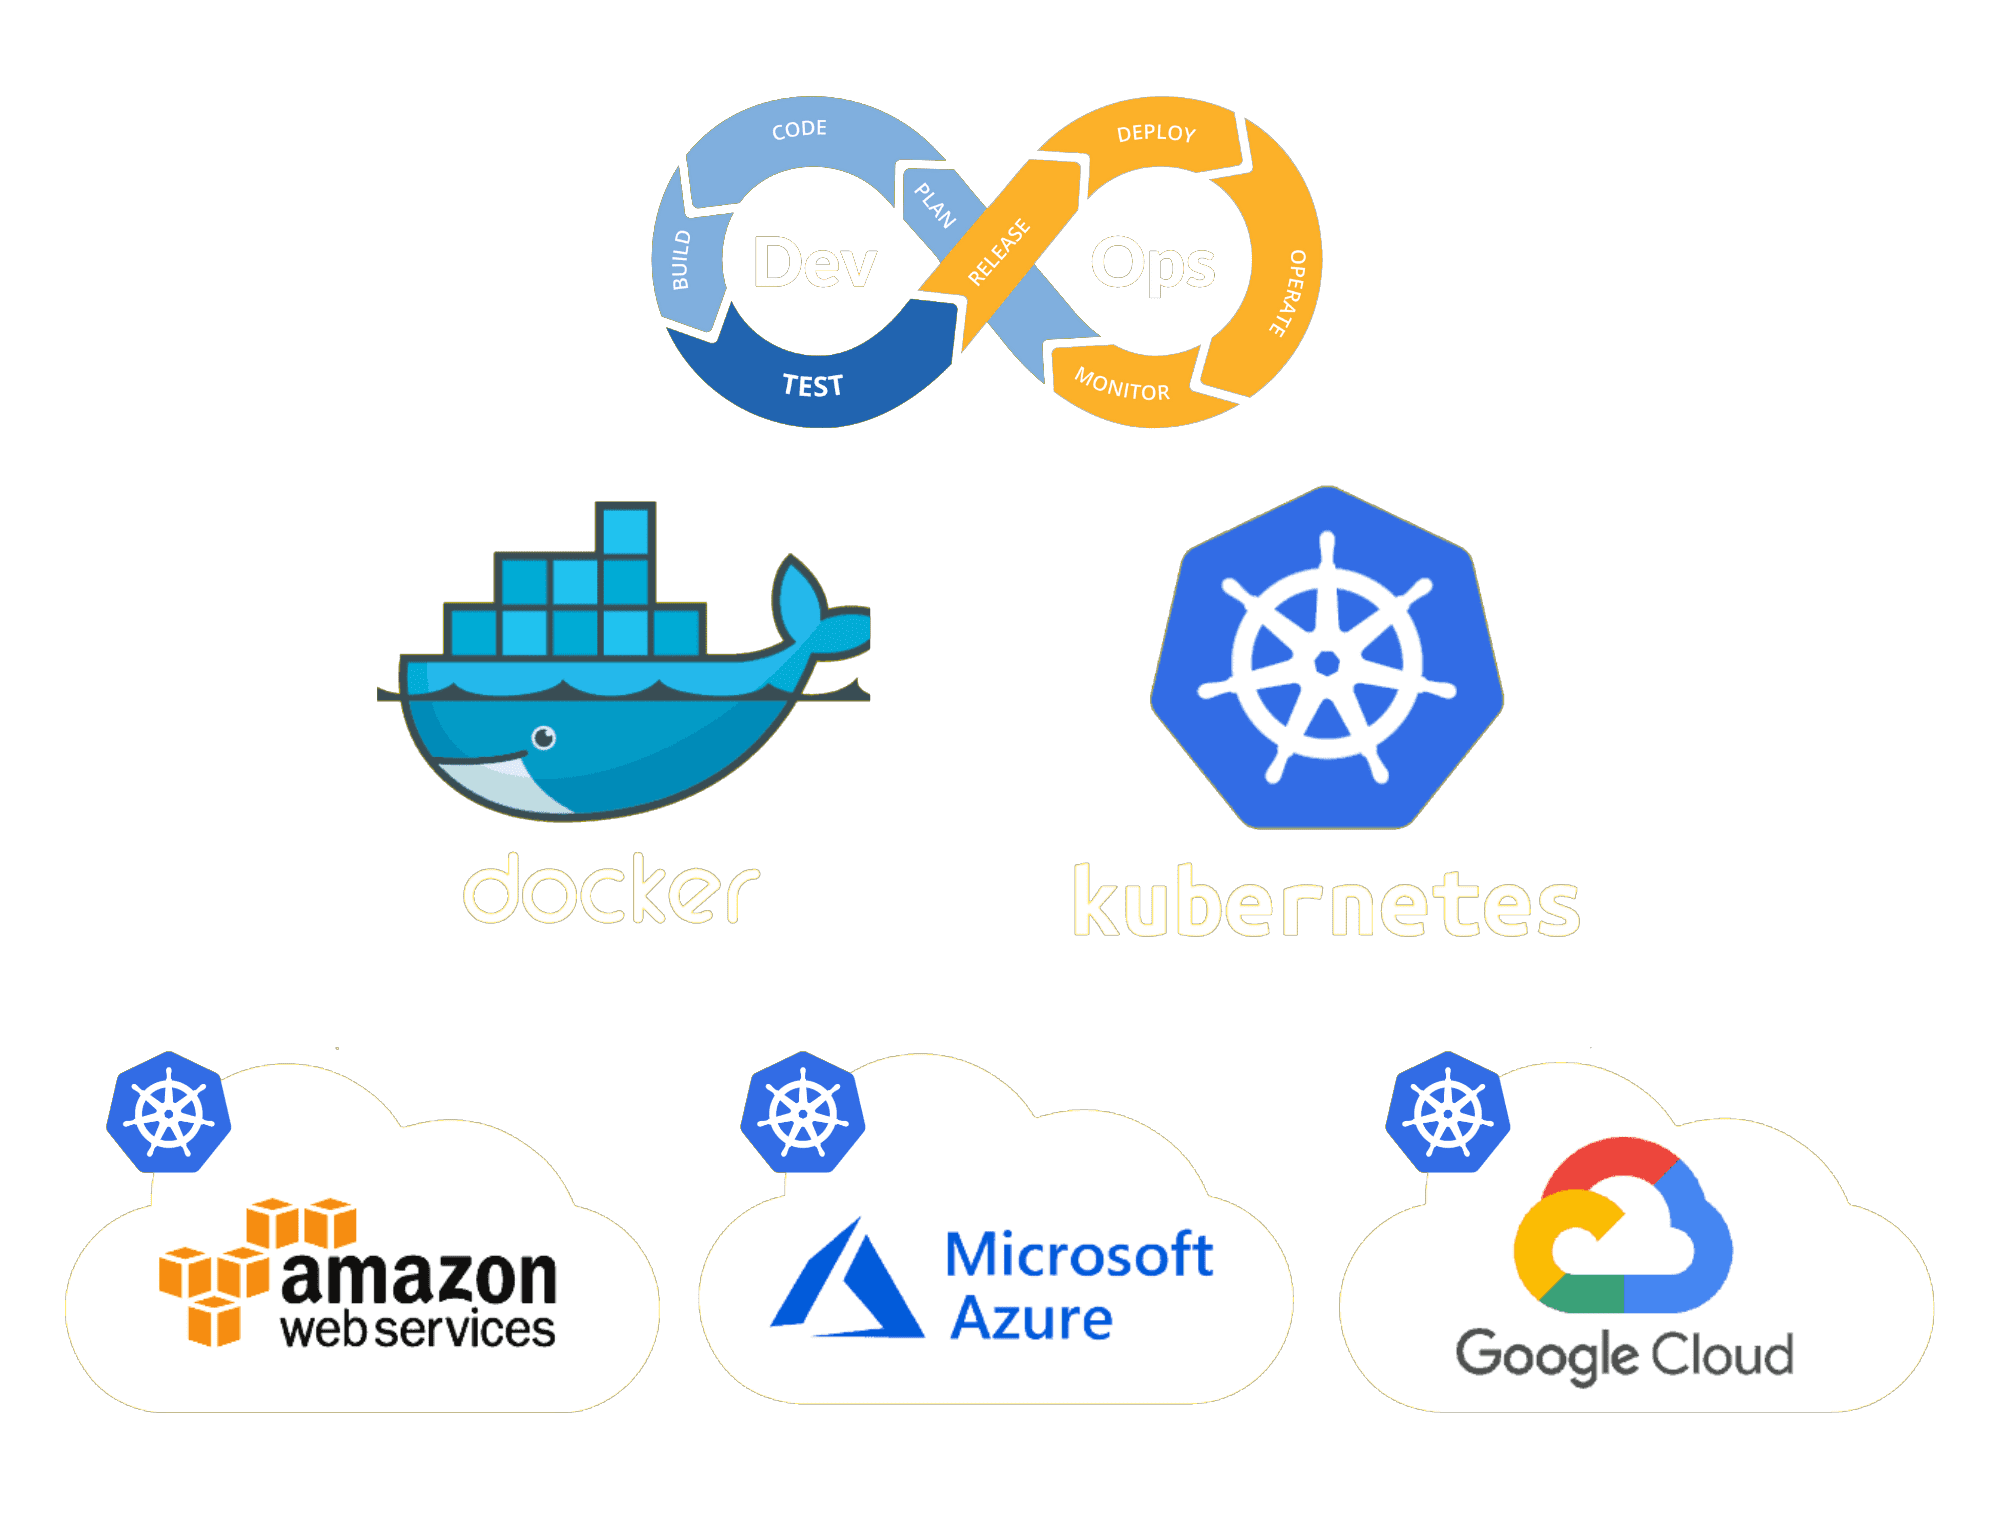 CODE
DEPLOY
PLAN
BUILD
Dev
RELEASE
Ops
OPERATE
TEST
MONITOR
docker
kubernetes
amazon
web services
Microsoft
Azure
Google Cloud